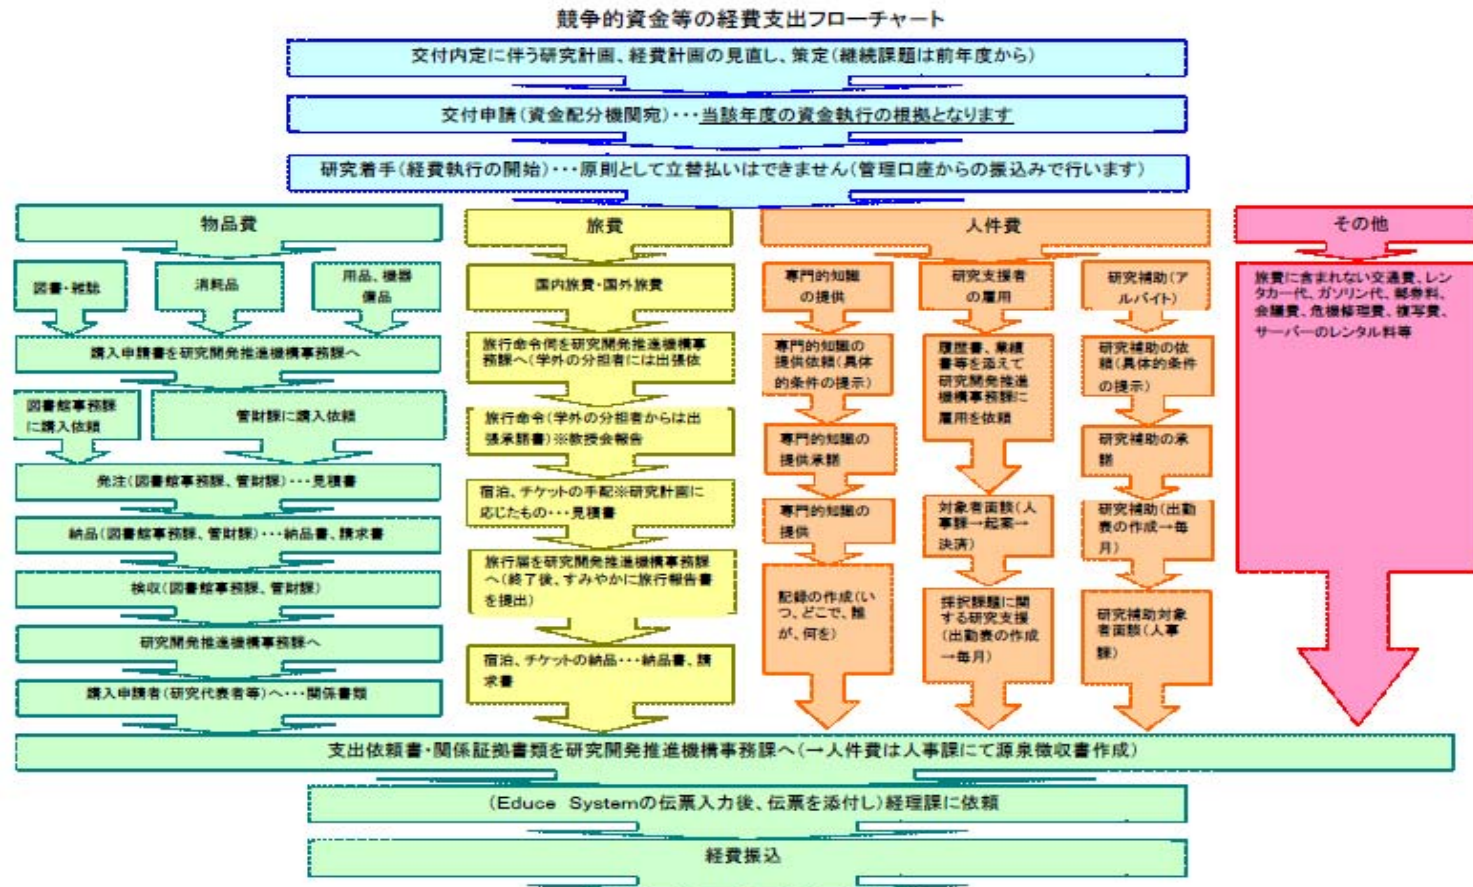 競争的資金等の経費支出フローチャート
交付内定に伴う研究計画、経費計画の見直し、策定(継続課題は前年度から)
交付申請(資金配分機関宛)･･･当該年度の資金執行の根拠となります
研究着手(経費執行の開始)･･･原則として立替払いはできません(管理口座からの振込みで行います)
物品費
図書・雑誌
消耗品
用品、機器
備品
購入申請書を研究開発推進機構事務課へ
図書館事務課
に購入依頼
管財課に購入依頼
発注(図書館事務課、管財課)･･･見積書
納品(図書館事務課、管財課)･･･納品書、請求書
検収(図書館事務課、管財課)
研究開発推進機構事務課へ
購入申請者(研究代表者等)へ･･･関係書類
旅費
国内旅費・国外旅費
旅行命令伺を研究開発推進機構事
務課へ(学外の分担者には出張依
旅行命令(学外の分担者からは出
張承諾書)※教授会報告
宿泊、チケットの手配※研究計画に
応じたもの･･･見積書
旅行届を研究開発推進機構事務課
へ(終了後、すみやかに旅行報告書
を提出)
宿泊、チケットの納品･･･納品書、請
求書
人件費
専門的知識
の提供
専門的知識の
提供依頼(具体
的条件の提示)
専門的知識の
提供承諾
専門的知識の
提供
記録の作成(い
つ、どこで、誰
が、何を)
研究支援者
の雇用
履歴書、業績
書等を添えて
研究開発推進
機構事務課に
雇用を依頼
対象者面談(人
事課→起案→
決済)
採択課題に関
する研究支援
(出勤表の作成
→毎月)
研究補助(ア
ルバイト)
研究補助の依
頼(具体的条件
の提示)
研究補助の承
諾
研究補助(出勤
表の作成→毎
月)
研究補助対象
者面談(人事
課)
その他
旅費に含まれない交通費、レン
タカー代、ガソリン代、郵券料、
会議費、危機修理費、複写費、
サーバーのレンタル料等
支出依頼書・関係証拠書類を研究開発推進機構事務課へ(→人件費は人事課にて源泉徴収書作成)
(Educe Systemの伝票入力後、伝票を添付し)経理課に依頼
経費振込